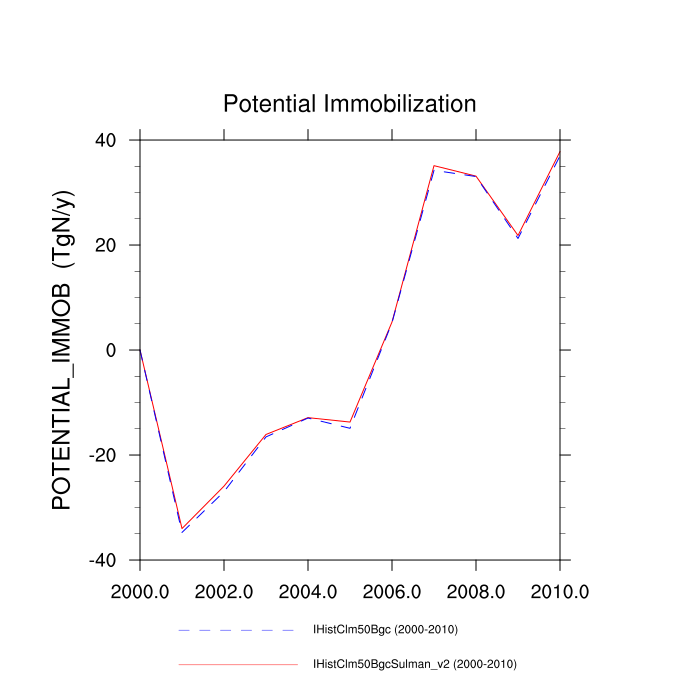 Potential Immobilization
POTENTIAL_IMMOB (TgN/y)
40
20
0
-20
-40
2000.0 2002.0 2004.0 2006.0 2008.0 2010.0
IHistClm50Bgc (2000-2010)
IHistClm50BgcSulman_v2 (2000-2010)